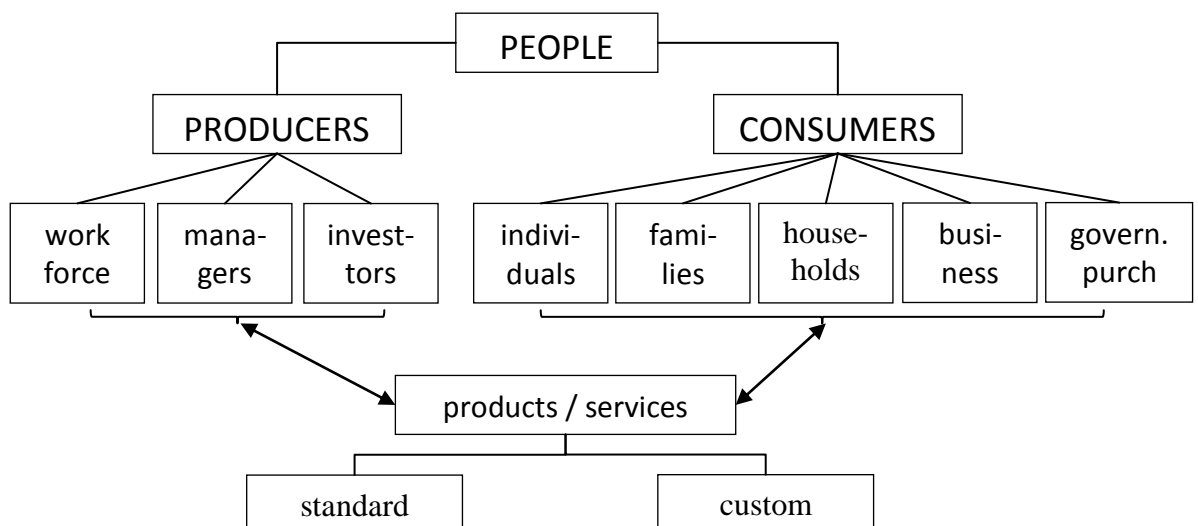 PEOPLE
PRODUCERS
CONSUMERS
work
force
mana-
gers
invest-
tors
indivi-
duals
fami-
lies
house-
holds
busi-
ness
govern.
purch
products / services
standard
custom